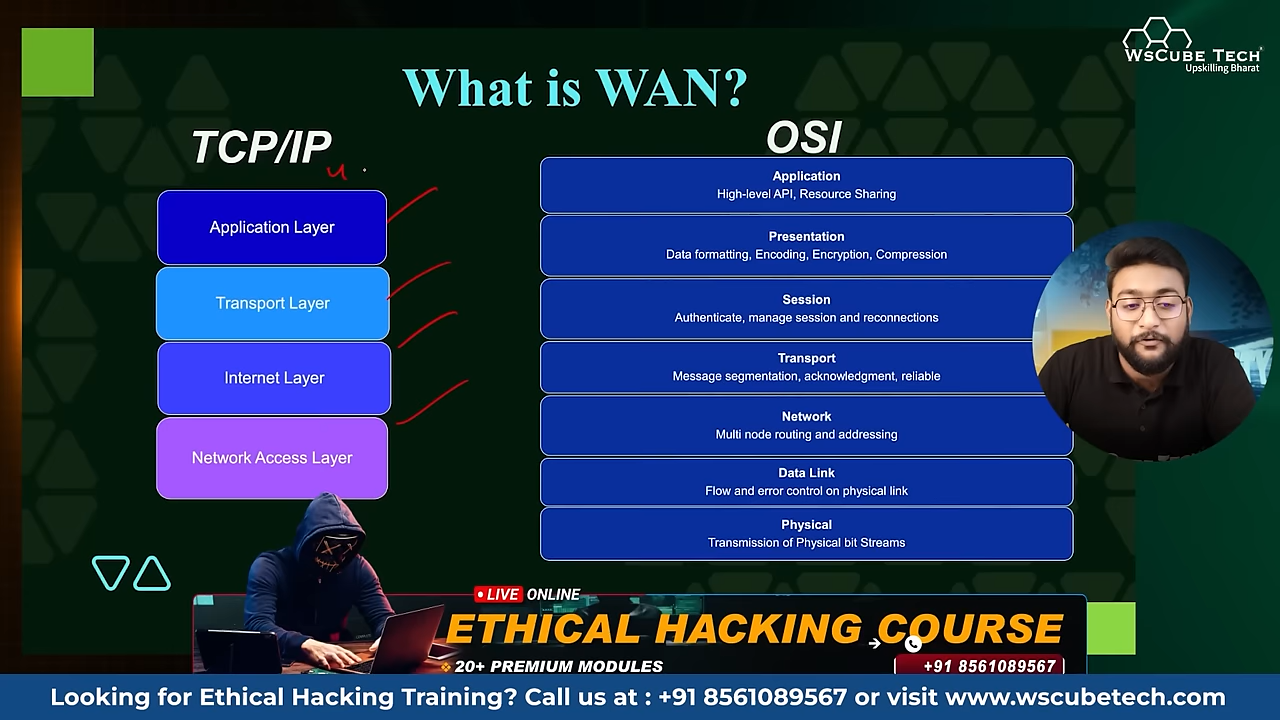 WsCube Tech
Upskilling Bharat
What is WAN?
TCP/IP
4
Application Layer
Transport Layer
Internet Layer
Network Access Layer
OSI
Application
High-level API, Resource Sharing
Presentation
Data formatting, Encoding, Encryption, Compression
Session
Authenticate, manage session and reconnections
Transport
Message segmentation, acknowledgment, reliable
Network
Multi node routing and addressing
Data Link
Flow and error control on physical link
Physical
Transmission of Physical bit Streams
• LIVE ONLINE
ETHICAL HACKING COURSE
20+ PREMIUM MODULES
+91 8561089567
Looking for Ethical Hacking Training? Call us at : +91 8561089567 or visit www.wscubetech.com